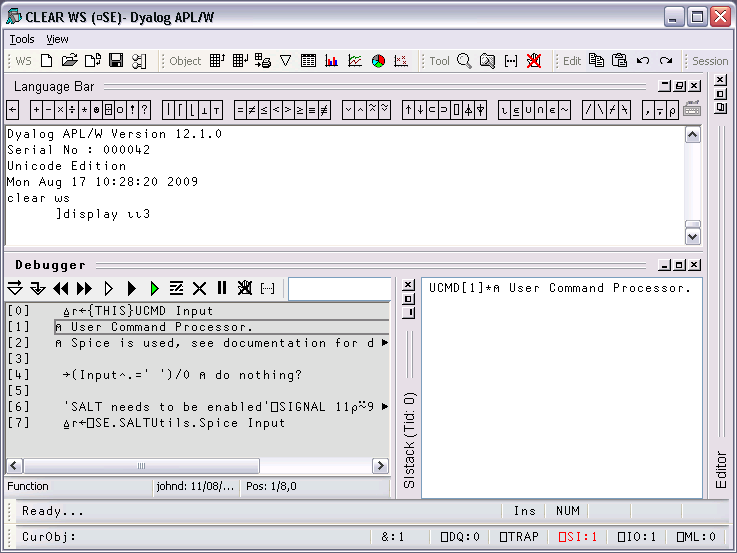 CLEAR WS (⎕SE)- Dyalog APL/W
Tools View
WS Object Tool Edit Session
Language Bar
← + - × ÷ * ⍟ ⌹ ○ ! ? | ⌈ ⌊ ⊥ ⊤ = ≠ ≤ < > ≥ ≡ ≢ ∨ ∧ ⍲ ⍱ ↑ ↓ ⊂ ⊃ ⌷ ⍋ ⍒ ⍳ ∊ ∪ ∩ ~ / \ ⌿ ⍀ , ⍪ ⍴
Dyalog APL/W Version 12.1.0
Serial No : 000042
Unicode Edition
Mon Aug 17 10:28:20 2009
clear ws
]display ⍳⍳3
Debugger
[0] ∆r←{THIS}UCMD Input
[1] ⍝ User Command Processor.
[2] ⍝ Spice is used, see documentation for d
[3]
[4] →(Input∧.=' ')/0 ⍝ do nothing?
[5]
[6] 'SALT needs to be enabled'⎕SIGNAL 11⍴⍨9
[7] ∆r←⎕SE.SALTUtils.Spice Input
Function johnd: 11/08/... Pos: 1/8,0
SIstack (Tid: 0)
UCMD[1]*⍝ User Command Processor.
Editor
Ready... Ins NUM
CurObj: &:1 ⎕DQ:0 ⎕TRAP ⎕SI:1 ⎕IO:1 ⎕ML:0